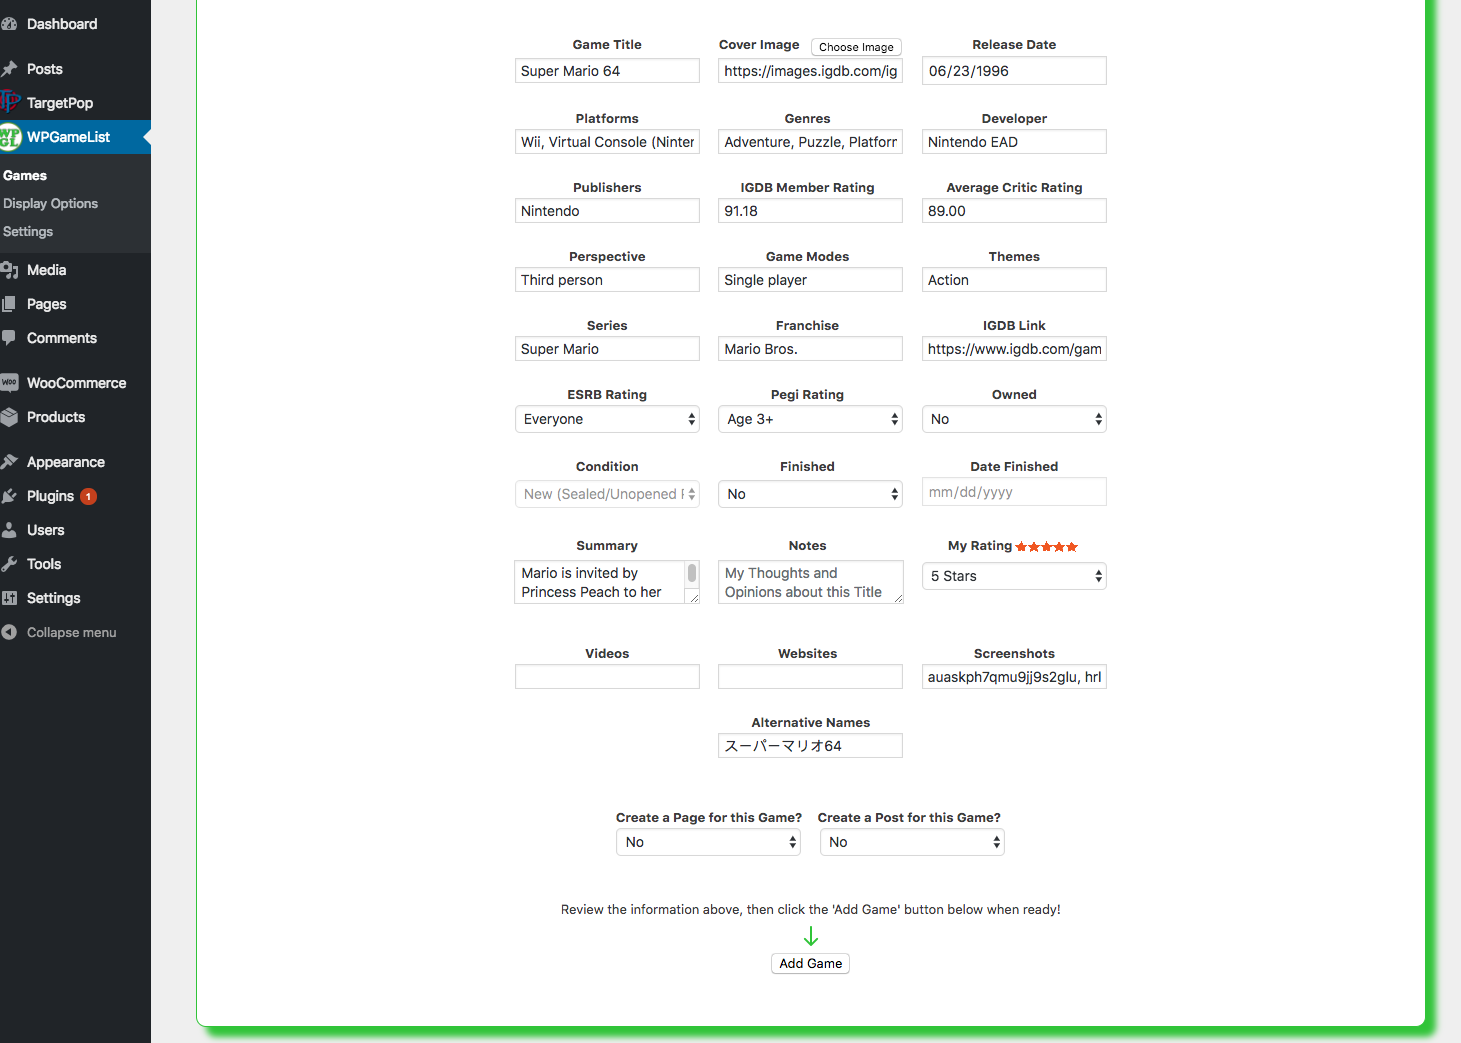 Dashboard
Posts
TargetPop
WPGameList
Games
Display Options
Settings
Media
Pages
Comments
WooCommerce
Products
Appearance
Plugins 1
Users
Tools
Settings
Collapse menu
Game Title
Cover Image Choose Image
Release Date
Super Mario 64
https://images.igdb.com/ig
06/23/1996
Platforms
Genres
Developer
Wii, Virtual Console (Ninter
Adventure, Puzzle, Platforr
Nintendo EAD
Publishers
IGDB Member Rating
Average Critic Rating
Nintendo
91.18
89.00
Perspective
Game Modes
Themes
Third person
Single player
Action
Series
Franchise
IGDB Link
Super Mario
Mario Bros.
https://www.igdb.com/gam
ESRB Rating
Pegi Rating
Owned
Everyone
Age 3+
No
Condition
Finished
Date Finished
New (Sealed/Unopened
No
mm/dd/yyyy
Summary
Notes
My Rating
Mario is invited by
Princess Peach to her
My Thoughts and
Opinions about this Title
5 Stars
Videos
Websites
Screenshots
auaskph7qmu9jj9s2glu, hrl
Alternative Names
スーパーマリオ64
Create a Page for this Game?
Create a Post for this Game?
No
No
Review the information above, then click the 'Add Game' button below when ready!
Add Game